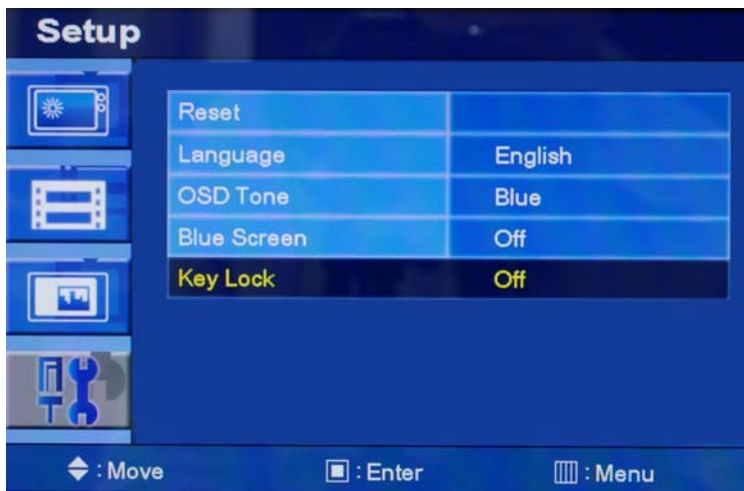 Setup
Reset
Language English
OSD Tone Blue
Blue Screen Off
Key Lock Off
: Move : Enter : Menu